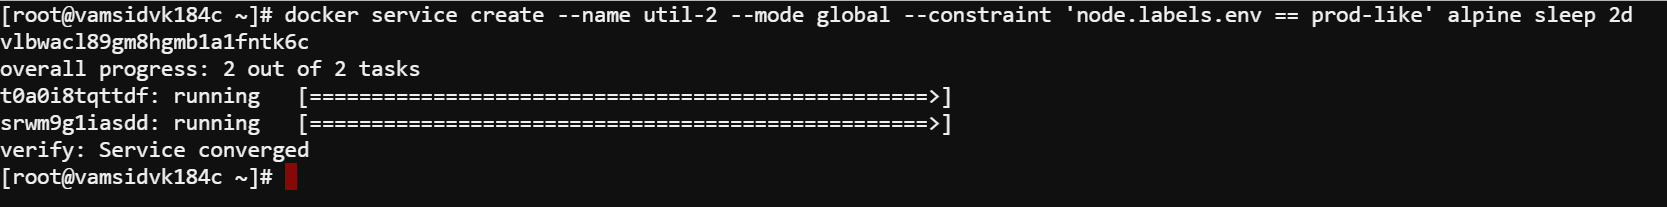 [root@vamsidvk184c ~]# docker service create --name util-2 --mode global --constraint 'node.labels.env == prod-like' alpine sleep 2d
vlbwacl89gm8hgmb1a1fntk6c
overall progress: 2 out of 2 tasks
t0a0i8tqttdf: running   [==================================================>]
srwm9g1iasdd: running   [==================================================>]
verify: Service converged
[root@vamsidvk184c ~]#